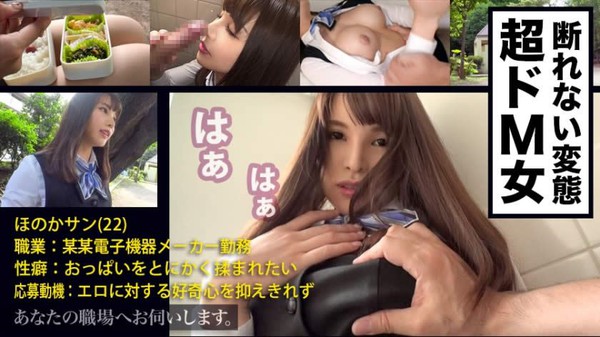 断れない変態
超ドM女
はぁ
はぁ
ほのかサン(22)
職業：某某電子機器メーカー勤務
性癖：おっぱいをとにかく揉まれたい
応募動機：エロに対する好奇心を抑えきれず
あなたの職場へお伺いします。